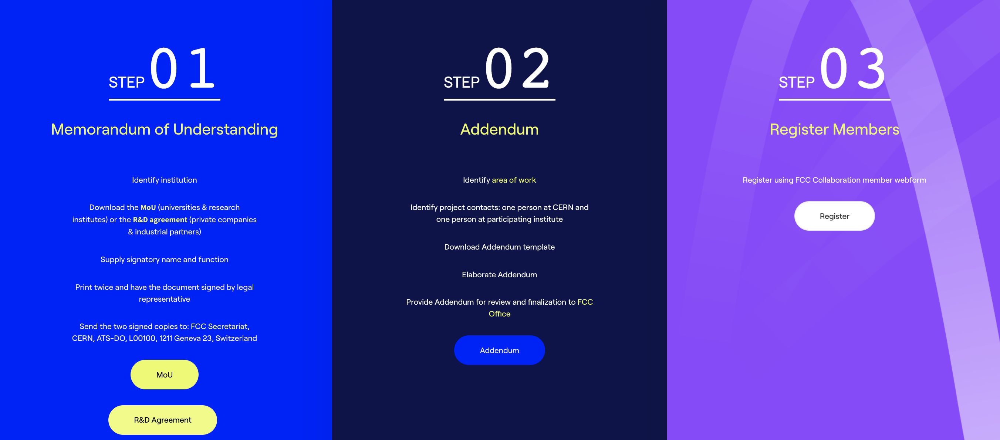 STEP 01
Memorandum of Understanding
Identify institution
Download the MoU (universities & research
institutes) or the R&D agreement (private companies
& industrial partners)
Supply signatory name and function
Print twice and have the document signed by legal
representative
Send the two signed copies to: FCC Secretariat,
CERN, ATS-DO, L00100, 1211 Geneva 23, Switzerland
MoU
R&D Agreement
STEP 02
Addendum
Identify area of work
Identify project contacts: one person at CERN and
one person at participating institute
Download Addendum template
Elaborate Addendum
Provide Addendum for review and finalization to FCC
Office
Addendum
STEP 03
Register Members
Register using FCC Collaboration member webform
Register